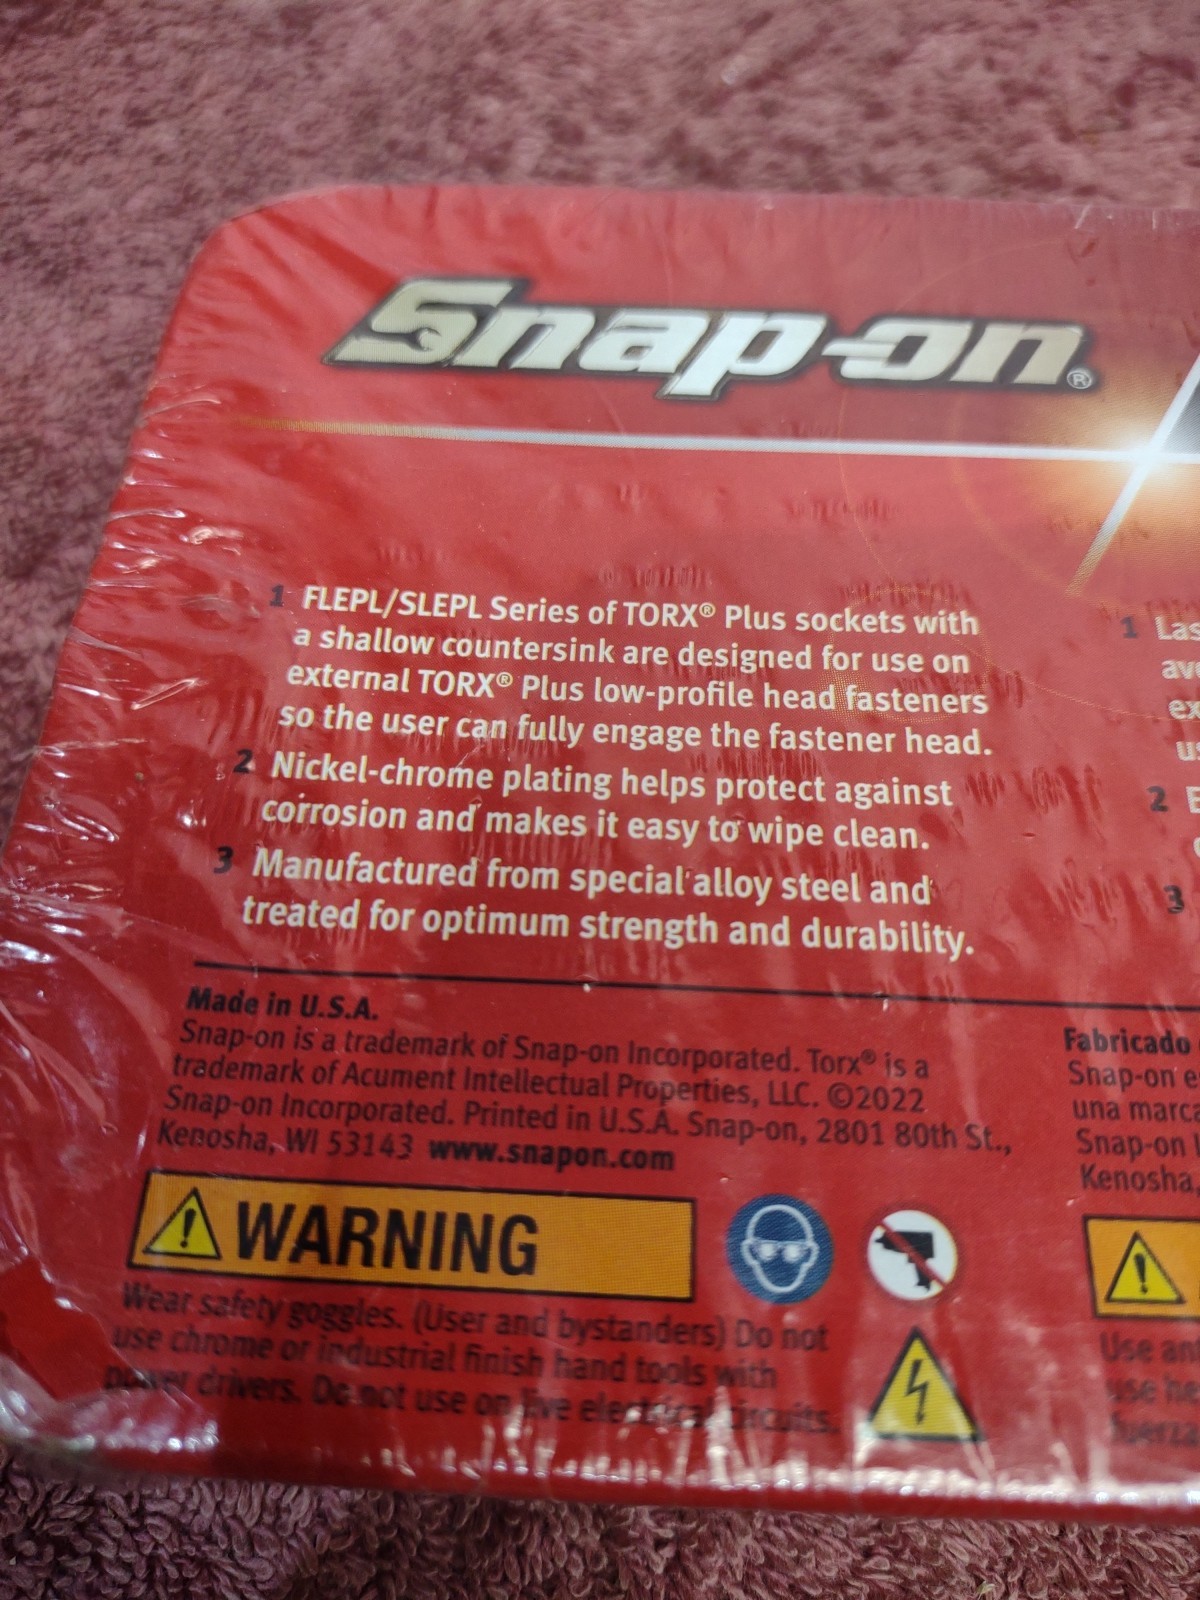 Snap-on®
1 FLEPL/SLEPL Series of TORX® Plus sockets with
a shallow countersink are designed for use on
external TORX® Plus low-profile head fasteners
so the user can fully engage the fastener head.
2 Nickel-chrome plating helps protect against
corrosion and makes it easy to wipe clean.
3 Manufactured from special alloy steel and
treated for optimum strength and durability.
Made in U.S.A.
Snap-on is a trademark of Snap-on Incorporated. Torx® is a
trademark of Acument Intellectual Properties, LLC. ©2022
Snap-on Incorporated. Printed in U.S.A. Snap-on, 2801 80th St.,
Kenosha, WI 53143 www.snapon.com
WARNING
Wear safety goggles. (User and bystanders) Do not
use chrome or industrial finish hand tools with
power drivers. Do not use on live electrical circuits.
1
2
3
Fabricado
Snap-on
una
Snap-on
Kenosha,
Use
use